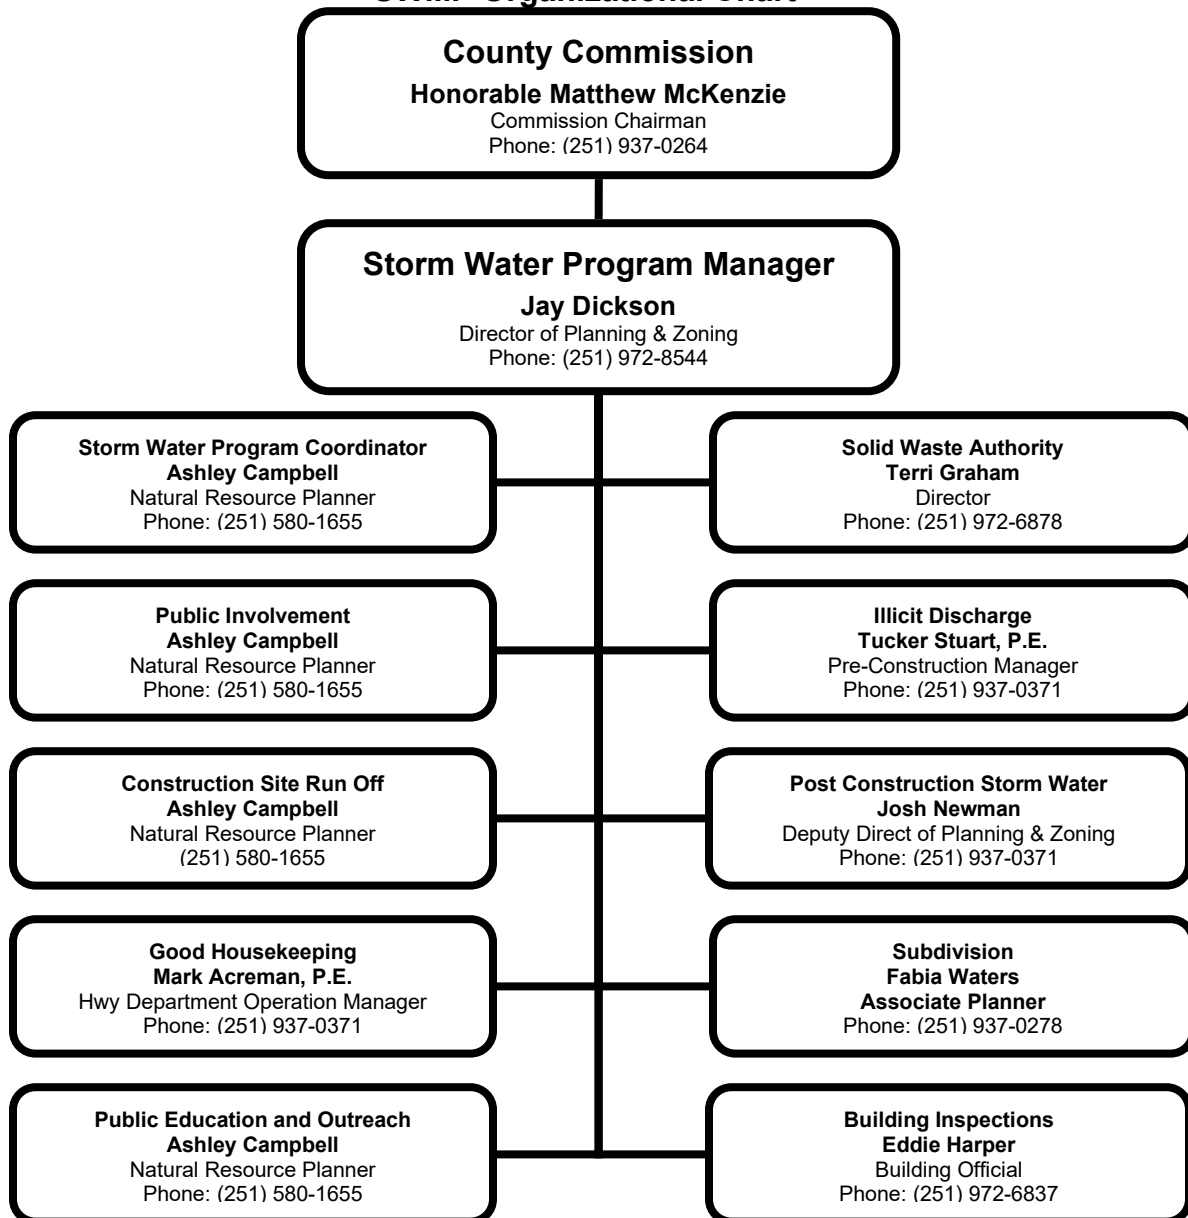 SWMP Organizational Chart
County Commission
Honorable Matthew McKenzie
Commission Chairman
Phone: (251) 937-0264
Storm Water Program Manager
Jay Dickson
Director of Planning & Zoning
Phone: (251) 972-8544
Storm Water Program Coordinator
Ashley Campbell
Natural Resource Planner
Phone: (251) 580-1655
Solid Waste Authority
Terri Graham
Director
Phone: (251) 972-6878
Public Involvement
Ashley Campbell
Natural Resource Planner
Phone: (251) 580-1655
Illicit Discharge
Tucker Stuart, P.E.
Pre-Construction Manager
Phone: (251) 937-0371
Construction Site Run Off
Ashley Campbell
Natural Resource Planner
(251) 580-1655
Post Construction Storm Water
Josh Newman
Deputy Direct of Planning & Zoning
Phone: (251) 937-0371
Good Housekeeping
Mark Acreman, P.E.
Hwy Department Operation Manager
Phone: (251) 937-0371
Subdivision
Fabia Waters
Associate Planner
Phone: (251) 937-0278
Public Education and Outreach
Ashley Campbell
Natural Resource Planner
Phone: (251) 580-1655
Building Inspections
Eddie Harper
Building Official
Phone: (251) 972-6837